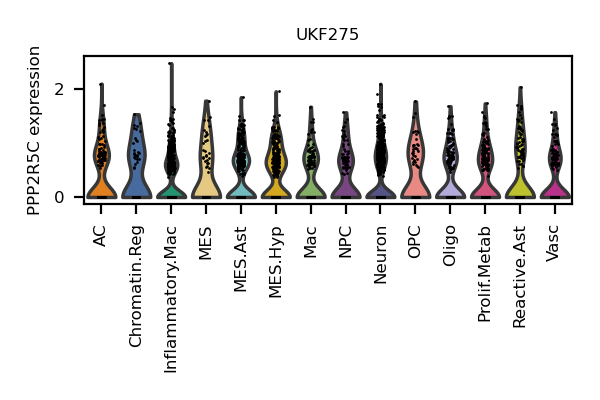 UKF275
PPP2R5C expression
2
0
AC
Chromatin.Reg
Inflammatory.Mac
MES
MES.Ast
MES.Hyp
Mac
NPC
Neuron
OPC
Oligo
Prolif.Metab
Reactive.Ast
Vasc